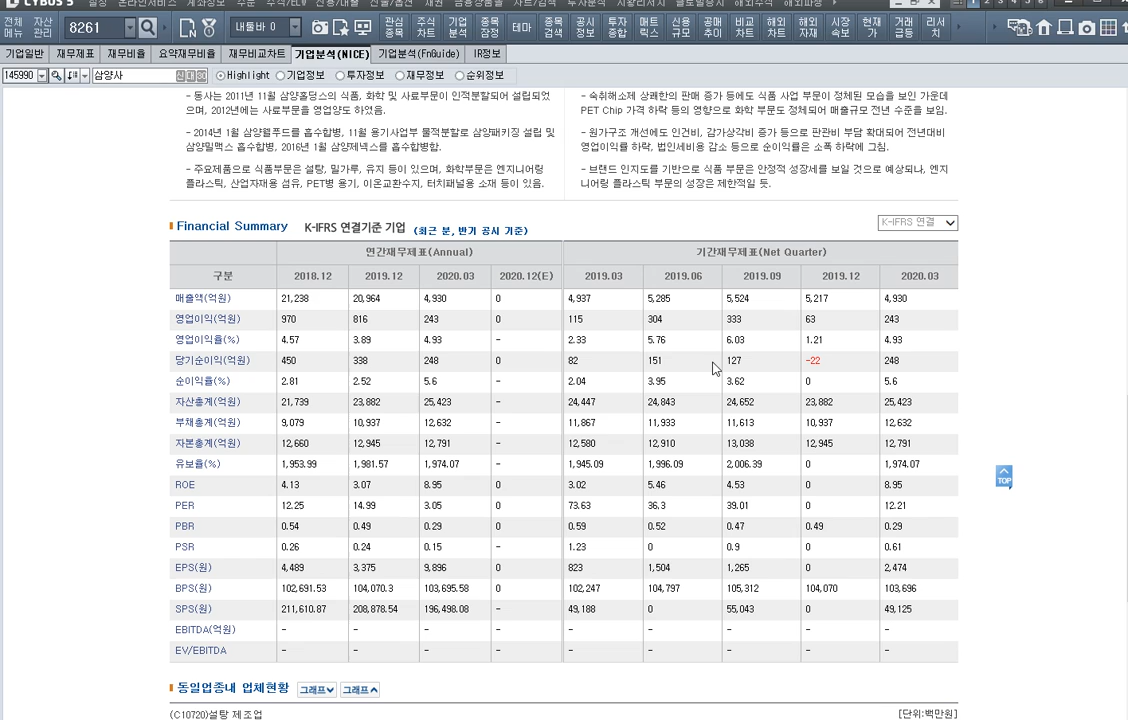 CYBOS 5
전체 메뉴 자산 관리 8261 내돌바 0 관심 종목 주식 차트 기업 분석 종목 잠정 테마 종목 검색 공시 정보 투자 종합 매트 릭스 신용 규모 공매 추이 비교 차트 해외 차트 해외 자재 시장 속보 현재 가 거래 급등 리서 치
기업일반 재무제표 재무비율 요약재무비율 재무비교차트 기업분석(NICE) 기업분석(FnGuide) IR정보
145990 삼양사 Highlight 기업정보 투자정보 재무정보 순위정보
- 동사는 2011년 11월 삼양홀딩스의 식품, 화학 및 사료부문이 인적분할되어 설립되었
으며, 2012년에는 사료부문을 영업양도 하였음.
- 2014년 1월 삼양웰푸드를 흡수합병, 11월 용기사업부 물적분할로 삼양패키징 설립 및
삼양밀맥스 흡수합병, 2016년 1월 삼양제넥스를 흡수합병함.
- 주요제품으로 식품부문은 설탕, 밀가루, 유지 등이 있으며, 화학부문은 엔지니어링
플라스틱, 산업자재용 섬유, PET병 용기, 이온교환수지, 터치패널용 소재 등이 있음.
- 숙취해소제 상쾌한의 판매 증가 등에도 식품 사업 부문이 정체된 모습을 보인 가운데
PET Chip 가격 하락 등의 영향으로 화학 부문도 정체되어 매출규모 전년 수준을 보임.
- 원가구조 개선에도 인건비, 감가상각비 증가 등으로 판관비 부담 확대되어 전년대비
영업이익률 하락, 법인세비용 감소 등으로 순이익률은 소폭 하락에 그침.
- 브랜드 인지도를 기반으로 식품 부문은 안정적 성장세를 보일 것으로 예상되나, 엔지
니어링 플라스틱 부문의 성장은 제한적일 듯.
Financial Summary K-IFRS 연결기준 기업 (최근 분, 반기 공시 기준) K-IFRS 연결
연간재무제표(Annual) 기간재무제표(Net Quarter)
구분 2018.12 2019.12 2020.03 2020.12(E) 2019.03 2019.06 2019.09 2019.12 2020.03
매출액(억원) 21,238 20,964 4,930 0 4,937 5,285 5,524 5,217 4,930
영업이익(억원) 970 816 243 0 115 304 333 63 243
영업이익률(%) 4.57 3.89 4.93 - 2.33 5.76 6.03 1.21 4.93
당기순이익(억원) 450 338 248 0 82 151 127 -22 248
순이익률(%) 2.81 2.52 5.6 - 2.04 3.95 3.62 0 5.6
자산총계(억원) 21,739 23,882 25,423 - 24,447 24,843 24,652 23,882 25,423
부채총계(억원) 9,079 10,937 12,632 - 11,867 11,933 11,613 10,937 12,632
자본총계(억원) 12,660 12,945 12,791 - 12,580 12,910 13,038 12,945 12,791
유보율(%) 1,953.99 1,981.57 1,974.07 - 1,945.09 1,996.09 2,006.39 0 1,974.07
ROE 4.13 3.07 8.95 0 3.02 5.46 4.53 0 8.95
PER 12.25 14.99 3.05 0 73.63 36.3 39.01 0 12.21
PBR 0.54 0.49 0.29 0 0.59 0.52 0.47 0.49 0.29
PSR 0.26 0.24 0.15 - 1.23 0 0.9 0 0.61
EPS(원) 4,489 3,375 9,896 0 823 1,504 1,265 0 2,474
BPS(원) 102,691.53 104,070.3 103,695.58 0 102,247 104,797 105,312 104,070 103,696
SPS(원) 211,610.87 208,878.54 196,498.08 - 49,188 0 55,043 0 49,125
EBITDA(억원) - - - - - - - - -
EV/EBITDA - - - - - - - - -
TOP
동일업종내 업체현황 그래프 그래프
(C10720)설탕 제조업 [단위:백만원]